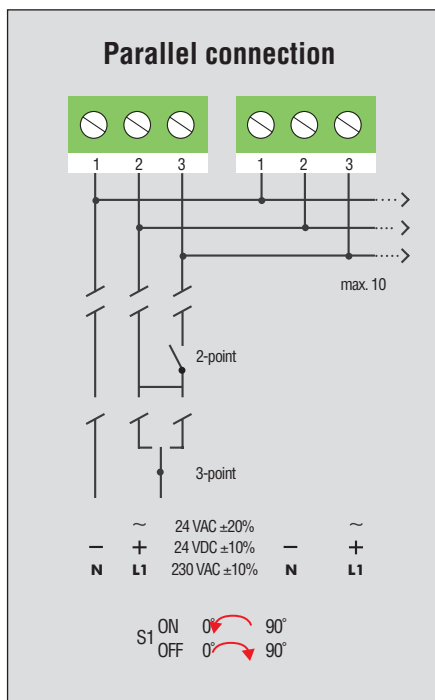 Parallel connection
1 2 3 1 2 3
max. 10
2-point
3-point
~ 24 VAC ±20% ~
− + 24 VDC ±10% − +
N L1 230 VAC ±10% N L1
S1 ON 0° 90°
OFF 0° 90°